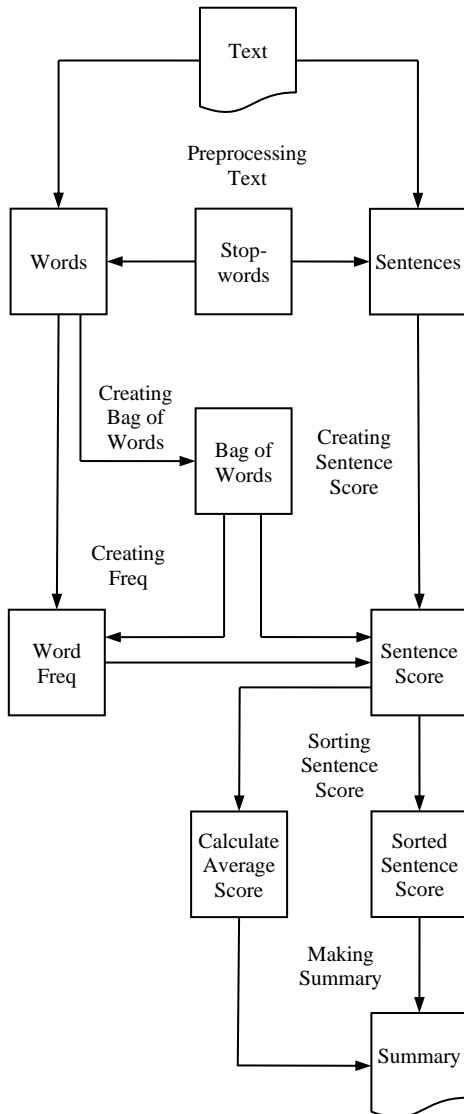 Text
Preprocessing
Text
Words
Stop-
words
Sentences
Creating
Bag of
Words
Bag of
Words
Creating
Sentence
Score
Creating
Freq
Word
Freq
Sentence
Score
Sorting
Sentence
Score
Calculate
Average
Score
Sorted
Sentence
Score
Making
Summary
Summary